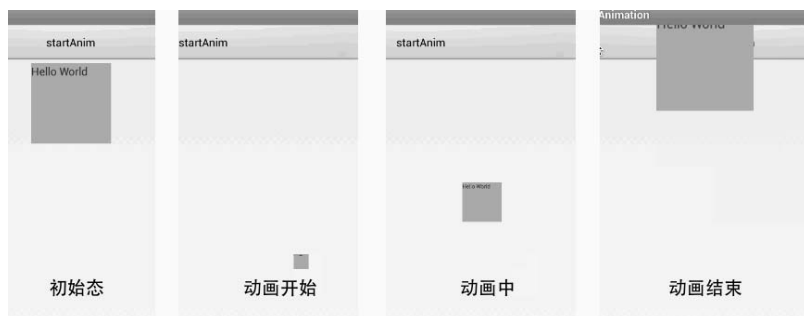 startAnim
Hello World
初始态
startAnim
动画开始
startAnim
Hello World
动画中
Animation
Hello World
动画结束